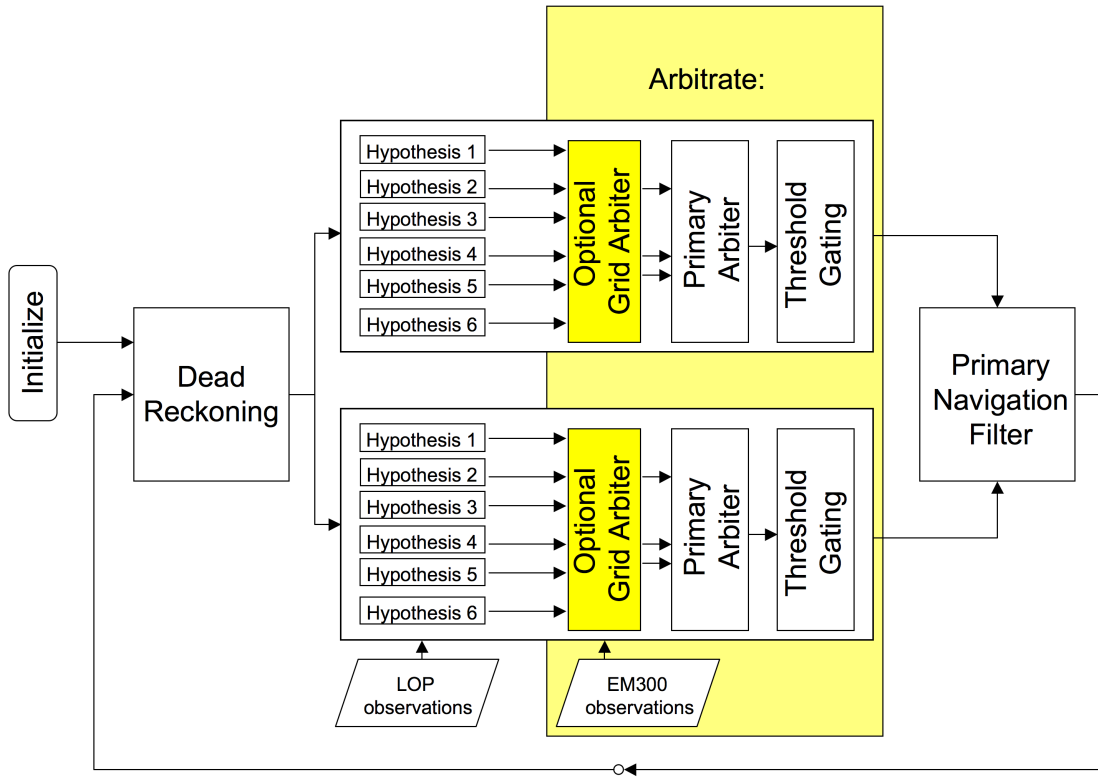 Arbitrate:
Hypothesis 1
Hypothesis 2
Hypothesis 3
Hypothesis 4
Hypothesis 5
Hypothesis 6
Optional
Grid Arbiter
Primary
Arbiter
Threshold
Gating
Initialize
Dead
Reckoning
Primary
Navigation
Filter
Hypothesis 1
Hypothesis 2
Hypothesis 3
Hypothesis 4
Hypothesis 5
Hypothesis 6
Optional
Grid Arbiter
Primary
Arbiter
Threshold
Gating
LOP
observations
EM300
observations